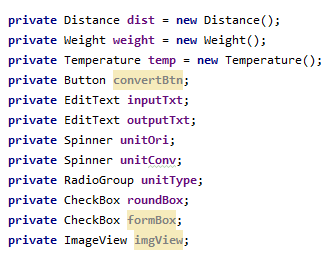 private Distance dist = new Distance();
private Weight weight = new Weight();
private Temperature temp = new Temperature();
private Button convertBtn;
private EditText inputTxt;
private EditText outputTxt;
private Spinner unitOri;
private Spinner unitConv;
private RadioGroup unitType;
private CheckBox roundBox;
private CheckBox formBox;
private ImageView imgView;